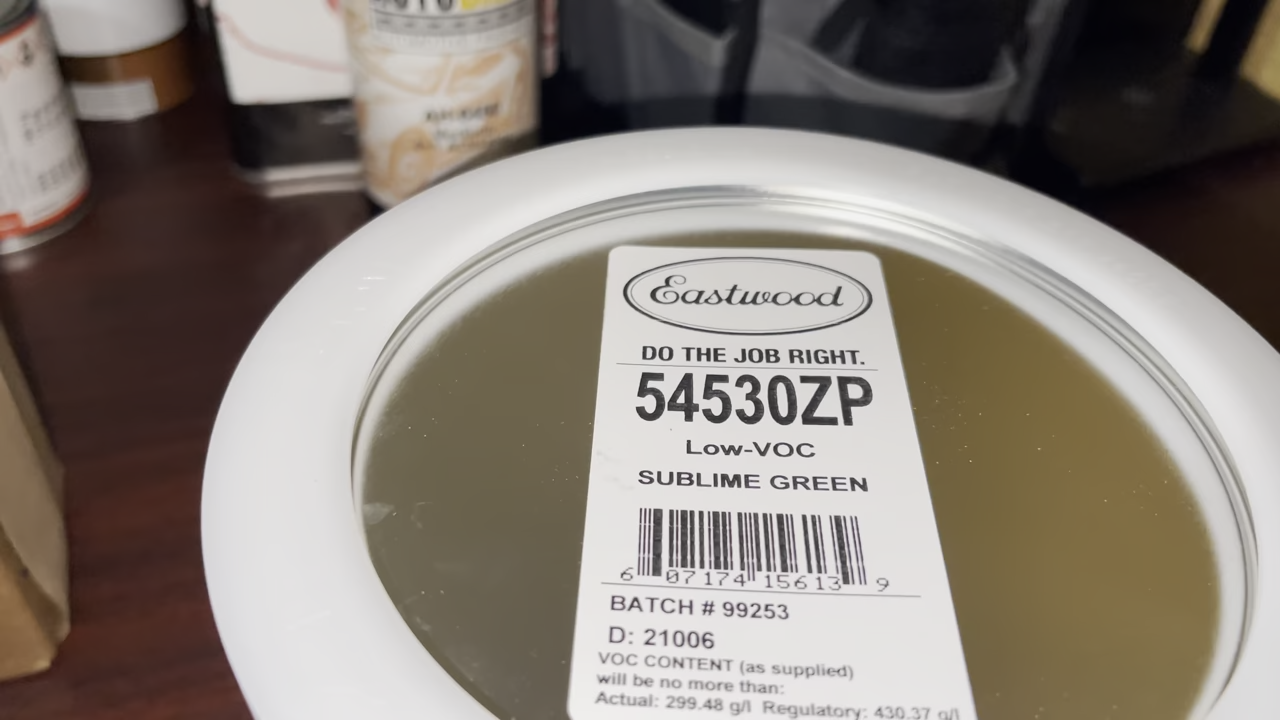 Eastwood
DO THE JOB RIGHT.
54530ZP
Low-VOC
SUBLIME GREEN
6 07174 15613 9
BATCH # 99253
D: 21006
VOC CONTENT (as supplied)
will be no more than:
Actual: 299.48 g/l Regulatory: 430.37 g/l